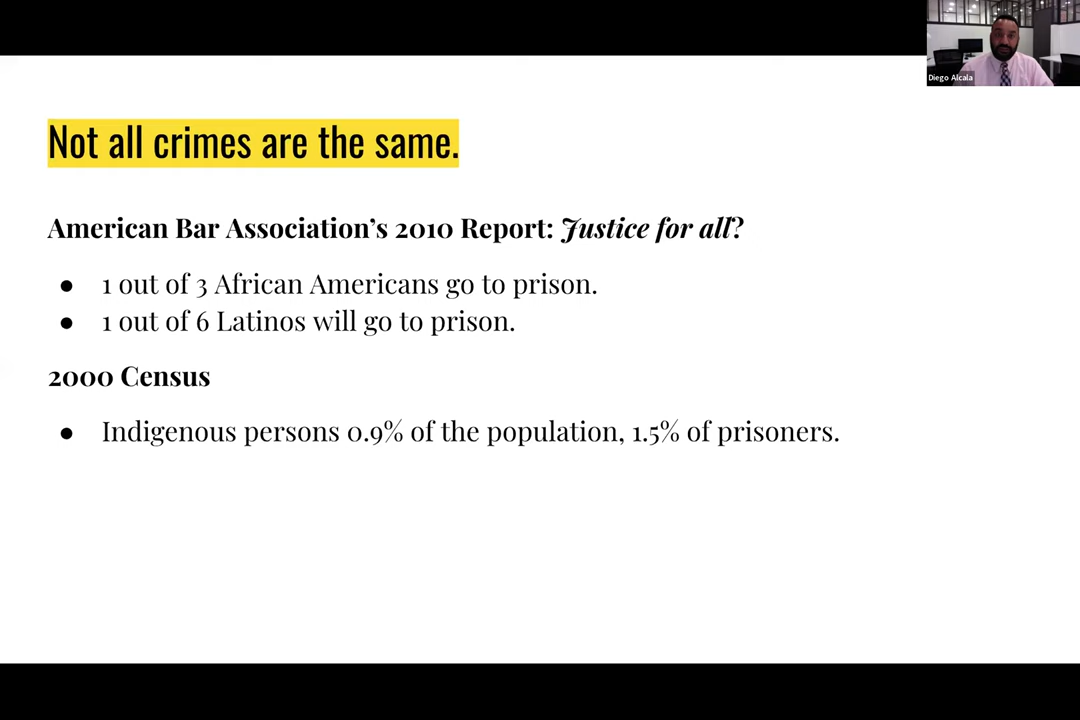 Diego Alcala
Not all crimes are the same.
American Bar Association’s 2010 Report: Justice for all?
● 1 out of 3 African Americans go to prison.
● 1 out of 6 Latinos will go to prison.
2000 Census
● Indigenous persons 0.9% of the population, 1.5% of prisoners.